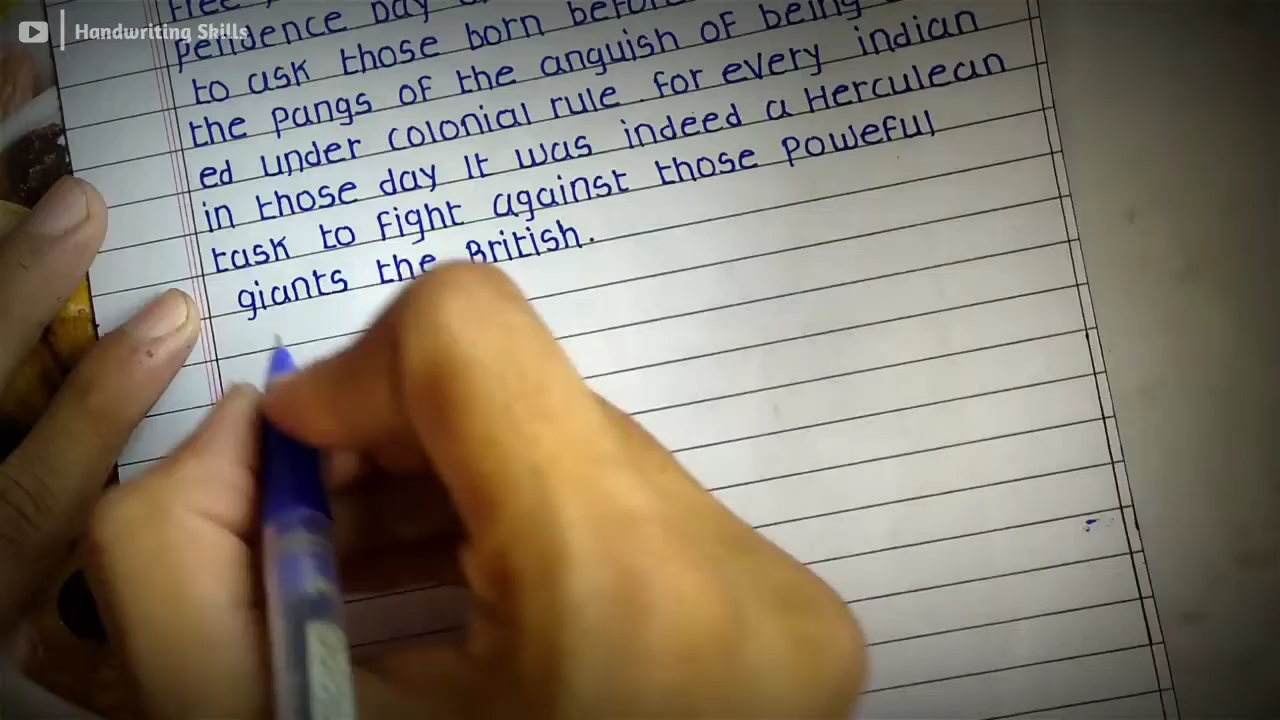 Handwriting Skills
Free
pendence Day
to ask those born before
the pangs of the anguish of being
ed under colonial rule for every indian
in those day It was indeed a Herculean
task to fight against those poweful
giants the British.